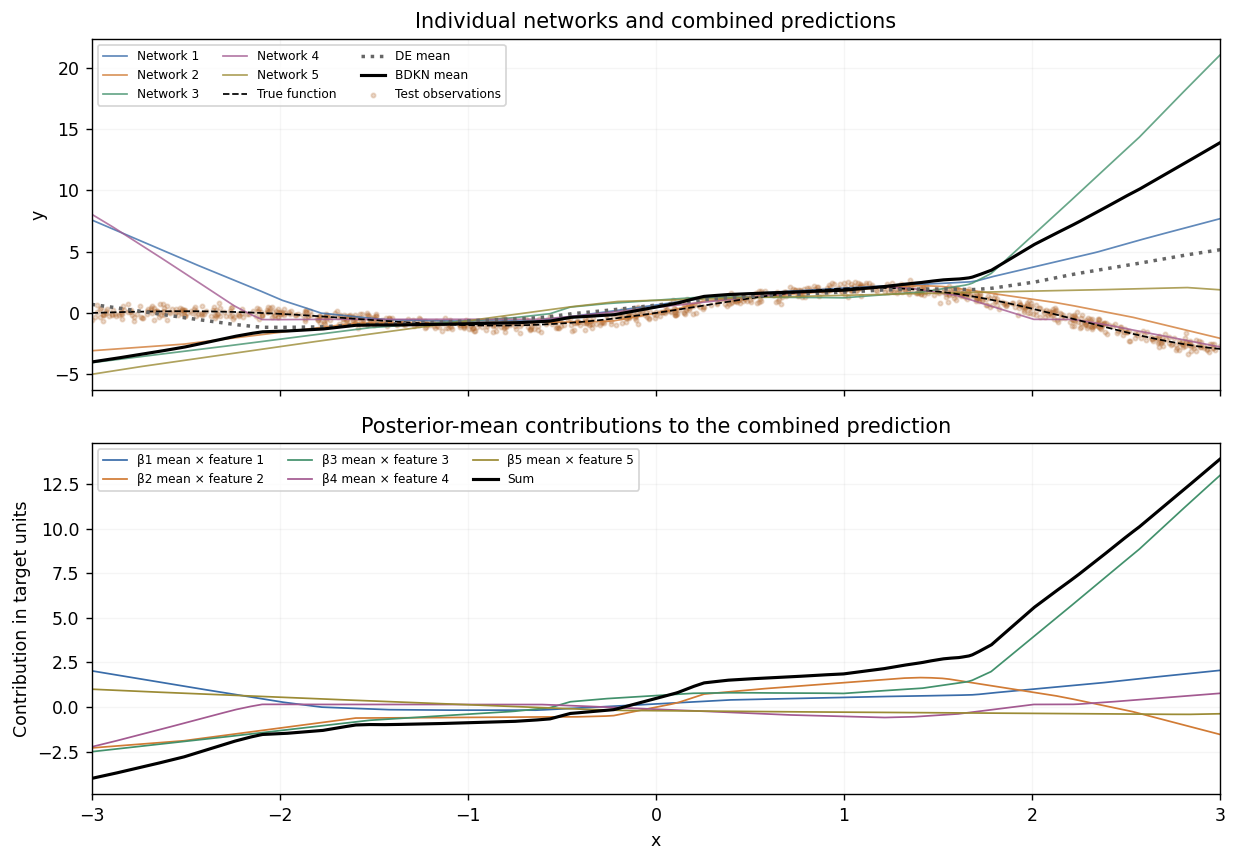 Individual networks and combined predictions
Network 1 Network 4 DE mean
Network 2 Network 5 BDKN mean
Network 3 True function Test observations
20
15
10
5
0
−5
y
Posterior-mean contributions to the combined prediction
β1 mean × feature 1 β3 mean × feature 3 β5 mean × feature 5
β2 mean × feature 2 β4 mean × feature 4 Sum
12.5
10.0
7.5
5.0
2.5
0.0
−2.5
Contribution in target units
−3 −2 −1 0 1 2 3
x